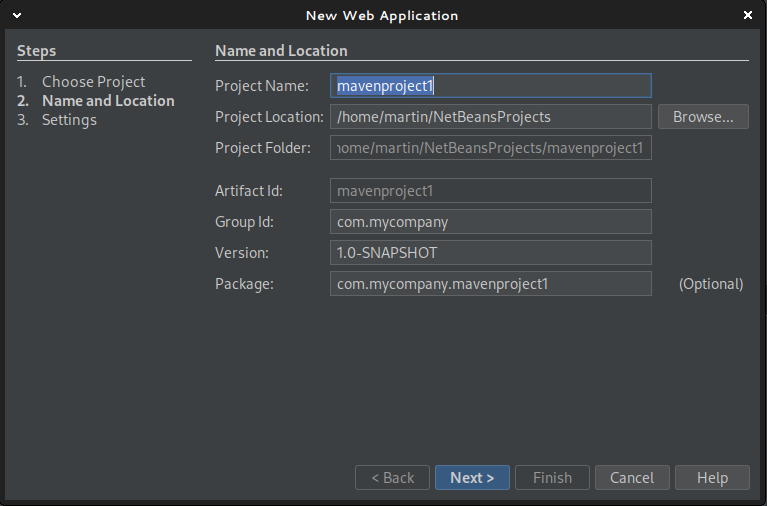 New Web Application
Steps
1. Choose Project
2. Name and Location
3. Settings
Name and Location
Project Name: mavenproject1
Project Location: /home/martin/NetBeansProjects Browse...
Project Folder: home/martin/NetBeansProjects/mavenproject1
Artifact Id: mavenproject1
Group Id: com.mycompany
Version: 1.0-SNAPSHOT
Package: com.mycompany.mavenproject1 (Optional)
< Back Next > Finish Cancel Help